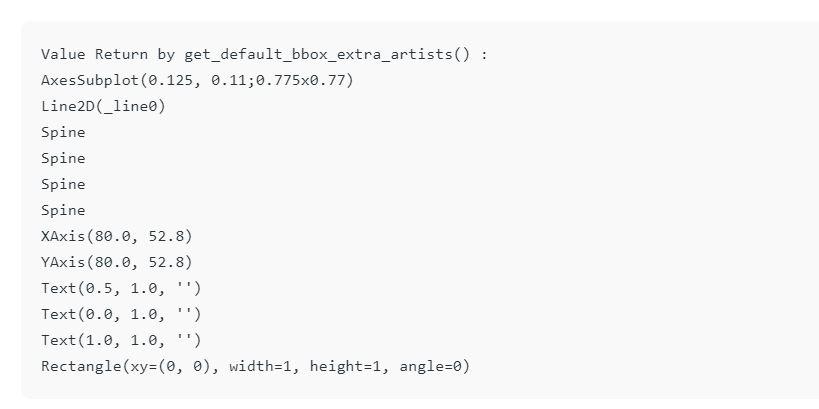 Value Return by get_default_bbox_extra_artists() :
AxesSubplot(0.125, 0.11;0.775x0.77)
Line2D(_line0)
Spine
Spine
Spine
Spine
XAxis(80.0, 52.8)
YAxis(80.0, 52.8)
Text(0.5, 1.0, '')
Text(0.0, 1.0, '')
Text(1.0, 1.0, '')
Rectangle(xy=(0, 0), width=1, height=1, angle=0)